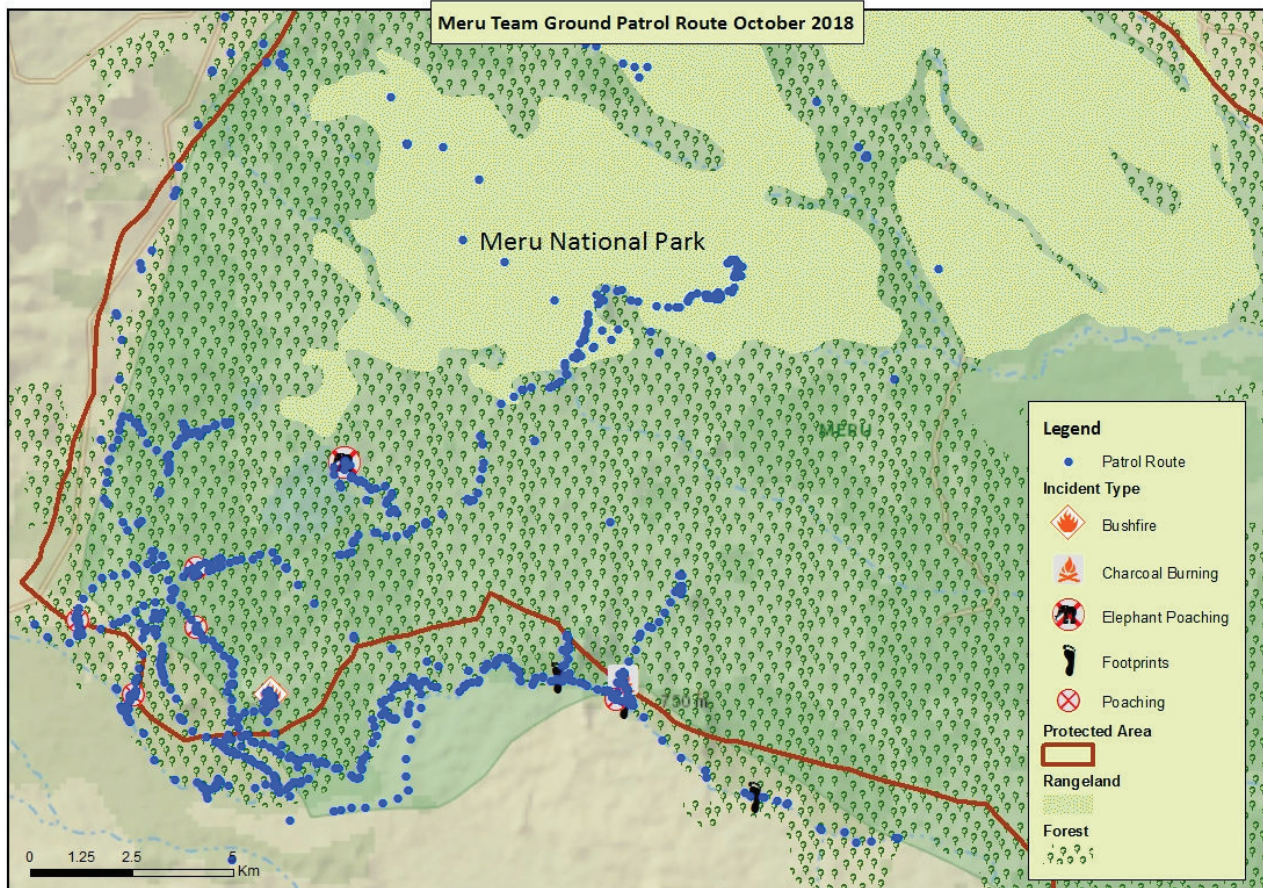 Meru Team Ground Patrol Route October 2018
Meru National Park
MERU
Legend
Patrol Route
Incident Type
Bushfire
Charcoal Burning
Elephant Poaching
Footprints
Poaching
Protected Area
Rangeland
Forest
0 1.25 2.5 5
Km